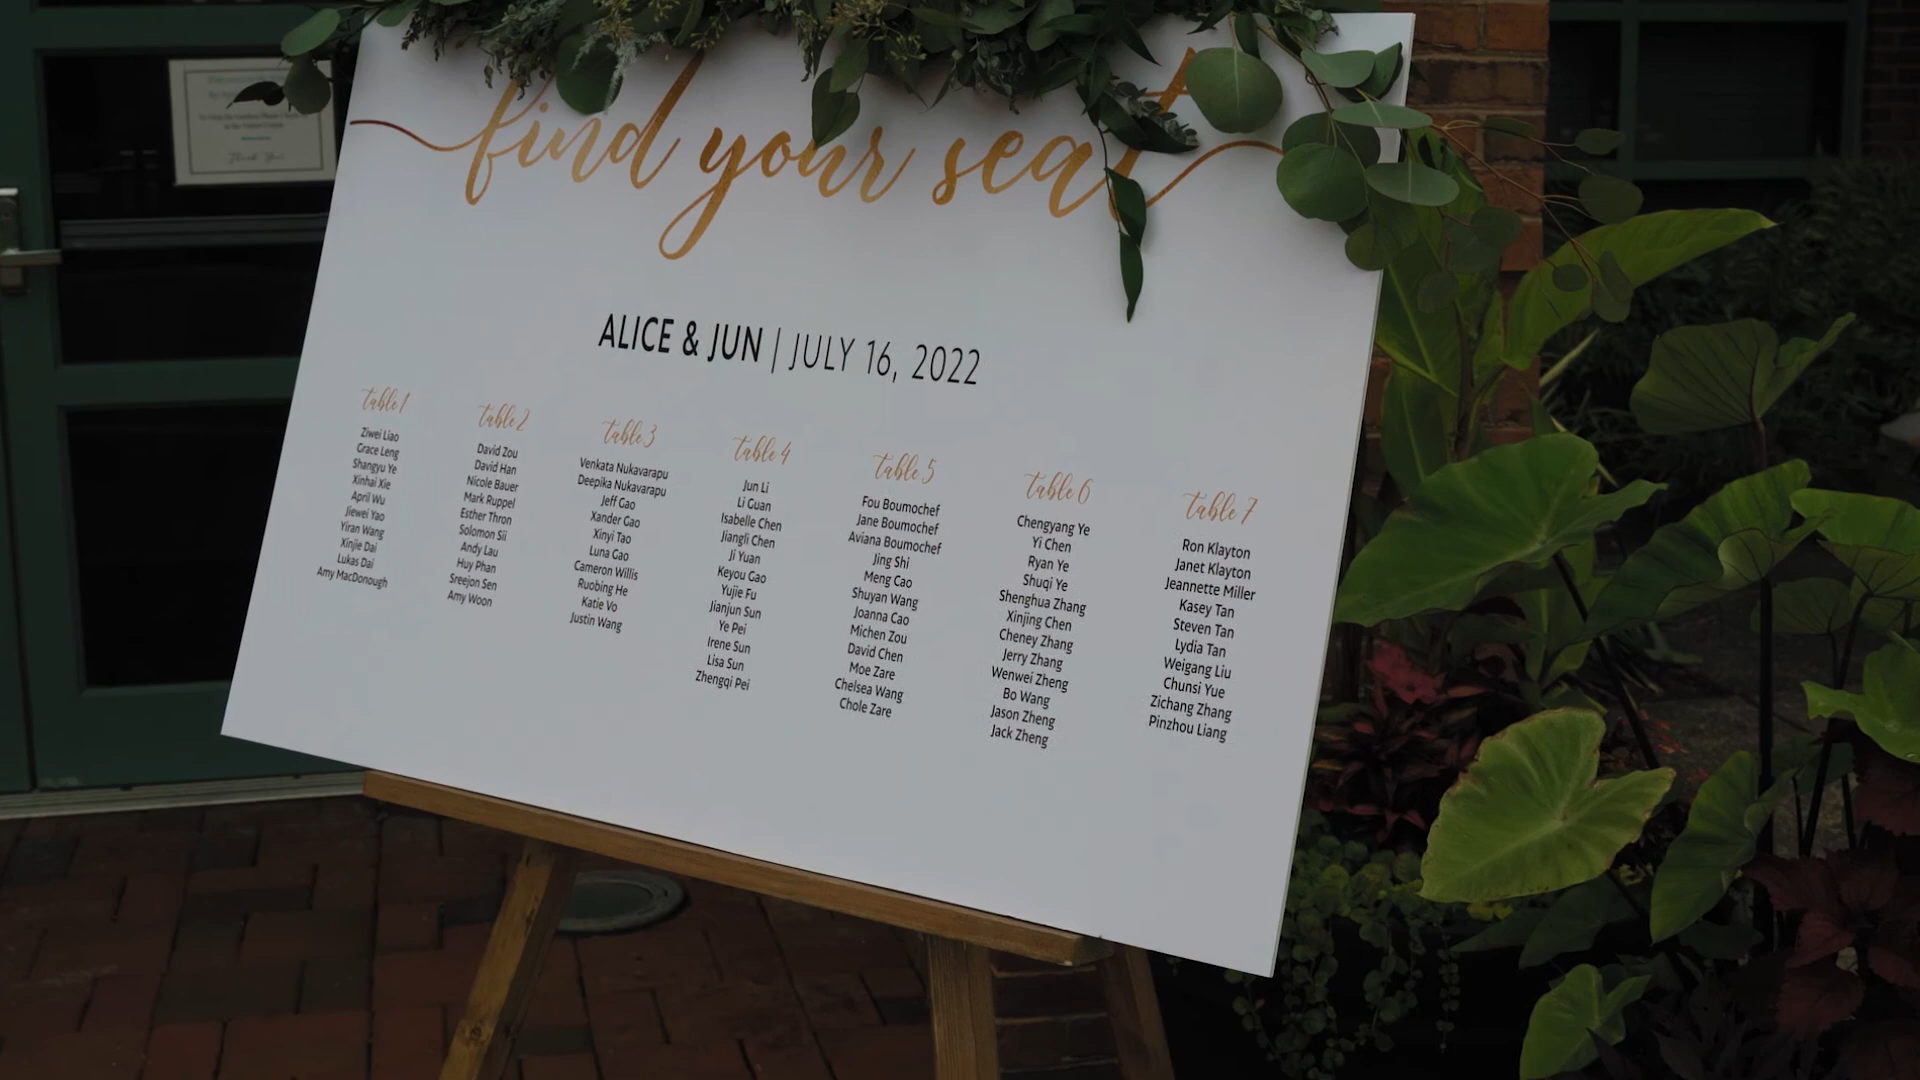 find your seat
ALICE & JUN | JULY 16, 2022
table 1
Ziwei Liao
Grace Leng
Shangyu Ye
Xinhai Xie
April Wu
Jiewei Yao
Yiran Wang
Xinjie Dai
Lukas Dai
Amy MacDonough
table 2
David Zou
David Han
Nicole Bauer
Mark Ruppel
Esther Thron
Solomon Sii
Andy Lau
Huy Phan
Sreejon Sen
Amy Woon
table 3
Venkata Nukavarapu
Deepika Nukavarapu
Jeff Gao
Xander Gao
Xinyi Tao
Luna Gao
Cameron Willis
Ruobing He
Katie Vo
Justin Wang
table 4
Jun Li
Li Guan
Isabelle Chen
Jiangli Chen
Ji Yuan
Keyou Gao
Yujie Fu
Jianjun Sun
Ye Pei
Irene Sun
Lisa Sun
Zhengqi Pei
table 5
Fou Boumochef
Jane Boumochef
Aviana Boumochef
Jing Shi
Meng Cao
Shuyan Wang
Joanna Cao
Michen Zou
David Chen
Moe Zare
Chelsea Wang
Chole Zare
table 6
Chengyang Ye
Yi Chen
Ryan Ye
Shuqi Ye
Shenghua Zhang
Xinjing Chen
Cheney Zhang
Jerry Zhang
Wenwei Zheng
Bo Wang
Jason Zheng
Jack Zheng
table 7
Ron Klayton
Janet Klayton
Jeannette Miller
Kasey Tan
Steven Tan
Lydia Tan
Weigang Liu
Chunsi Yue
Zichang Zhang
Pinzhou Liang